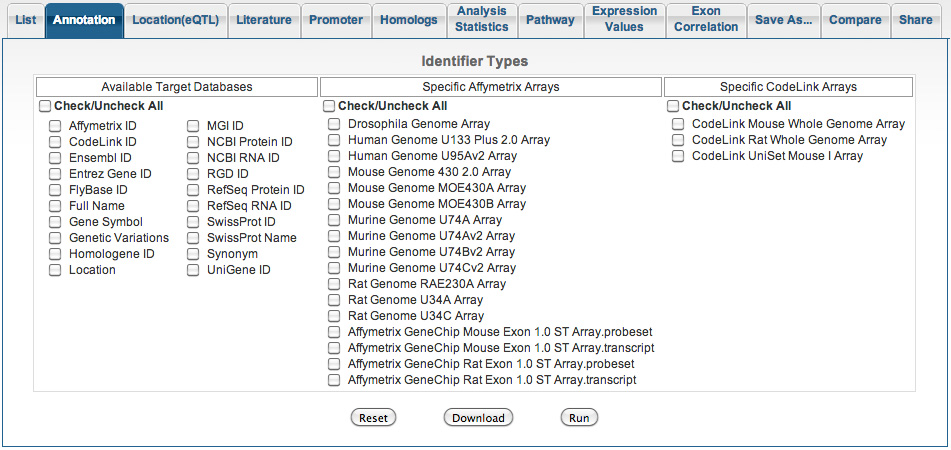 List
Annotation
Location(eQTL)
Literature
Promoter
Homologs
Analysis
Statistics
Pathway
Expression
Values
Exon
Correlation
Save As...
Compare
Share
Identifier Types
Available Target Databases
Check/Uncheck All
Affymetrix ID
CodeLink ID
Ensembl ID
Entrez Gene ID
FlyBase ID
Full Name
Gene Symbol
Genetic Variations
Homologene ID
Location
MGI ID
NCBI Protein ID
NCBI RNA ID
RGD ID
RefSeq Protein ID
RefSeq RNA ID
SwissProt ID
SwissProt Name
Synonym
UniGene ID
Specific Affymetrix Arrays
Check/Uncheck All
Drosophila Genome Array
Human Genome U133 Plus 2.0 Array
Human Genome U95Av2 Array
Mouse Genome 430 2.0 Array
Mouse Genome MOE430A Array
Mouse Genome MOE430B Array
Murine Genome U74A Array
Murine Genome U74Av2 Array
Murine Genome U74Bv2 Array
Murine Genome U74Cv2 Array
Rat Genome RAE230A Array
Rat Genome U34A Array
Rat Genome U34C Array
Affymetrix GeneChip Mouse Exon 1.0 ST Array.probeset
Affymetrix GeneChip Mouse Exon 1.0 ST Array.transcript
Affymetrix GeneChip Rat Exon 1.0 ST Array.probeset
Affymetrix GeneChip Rat Exon 1.0 ST Array.transcript
Specific CodeLink Arrays
Check/Uncheck All
CodeLink Mouse Whole Genome Array
CodeLink Rat Whole Genome Array
CodeLink UniSet Mouse I Array
Reset
Download
Run